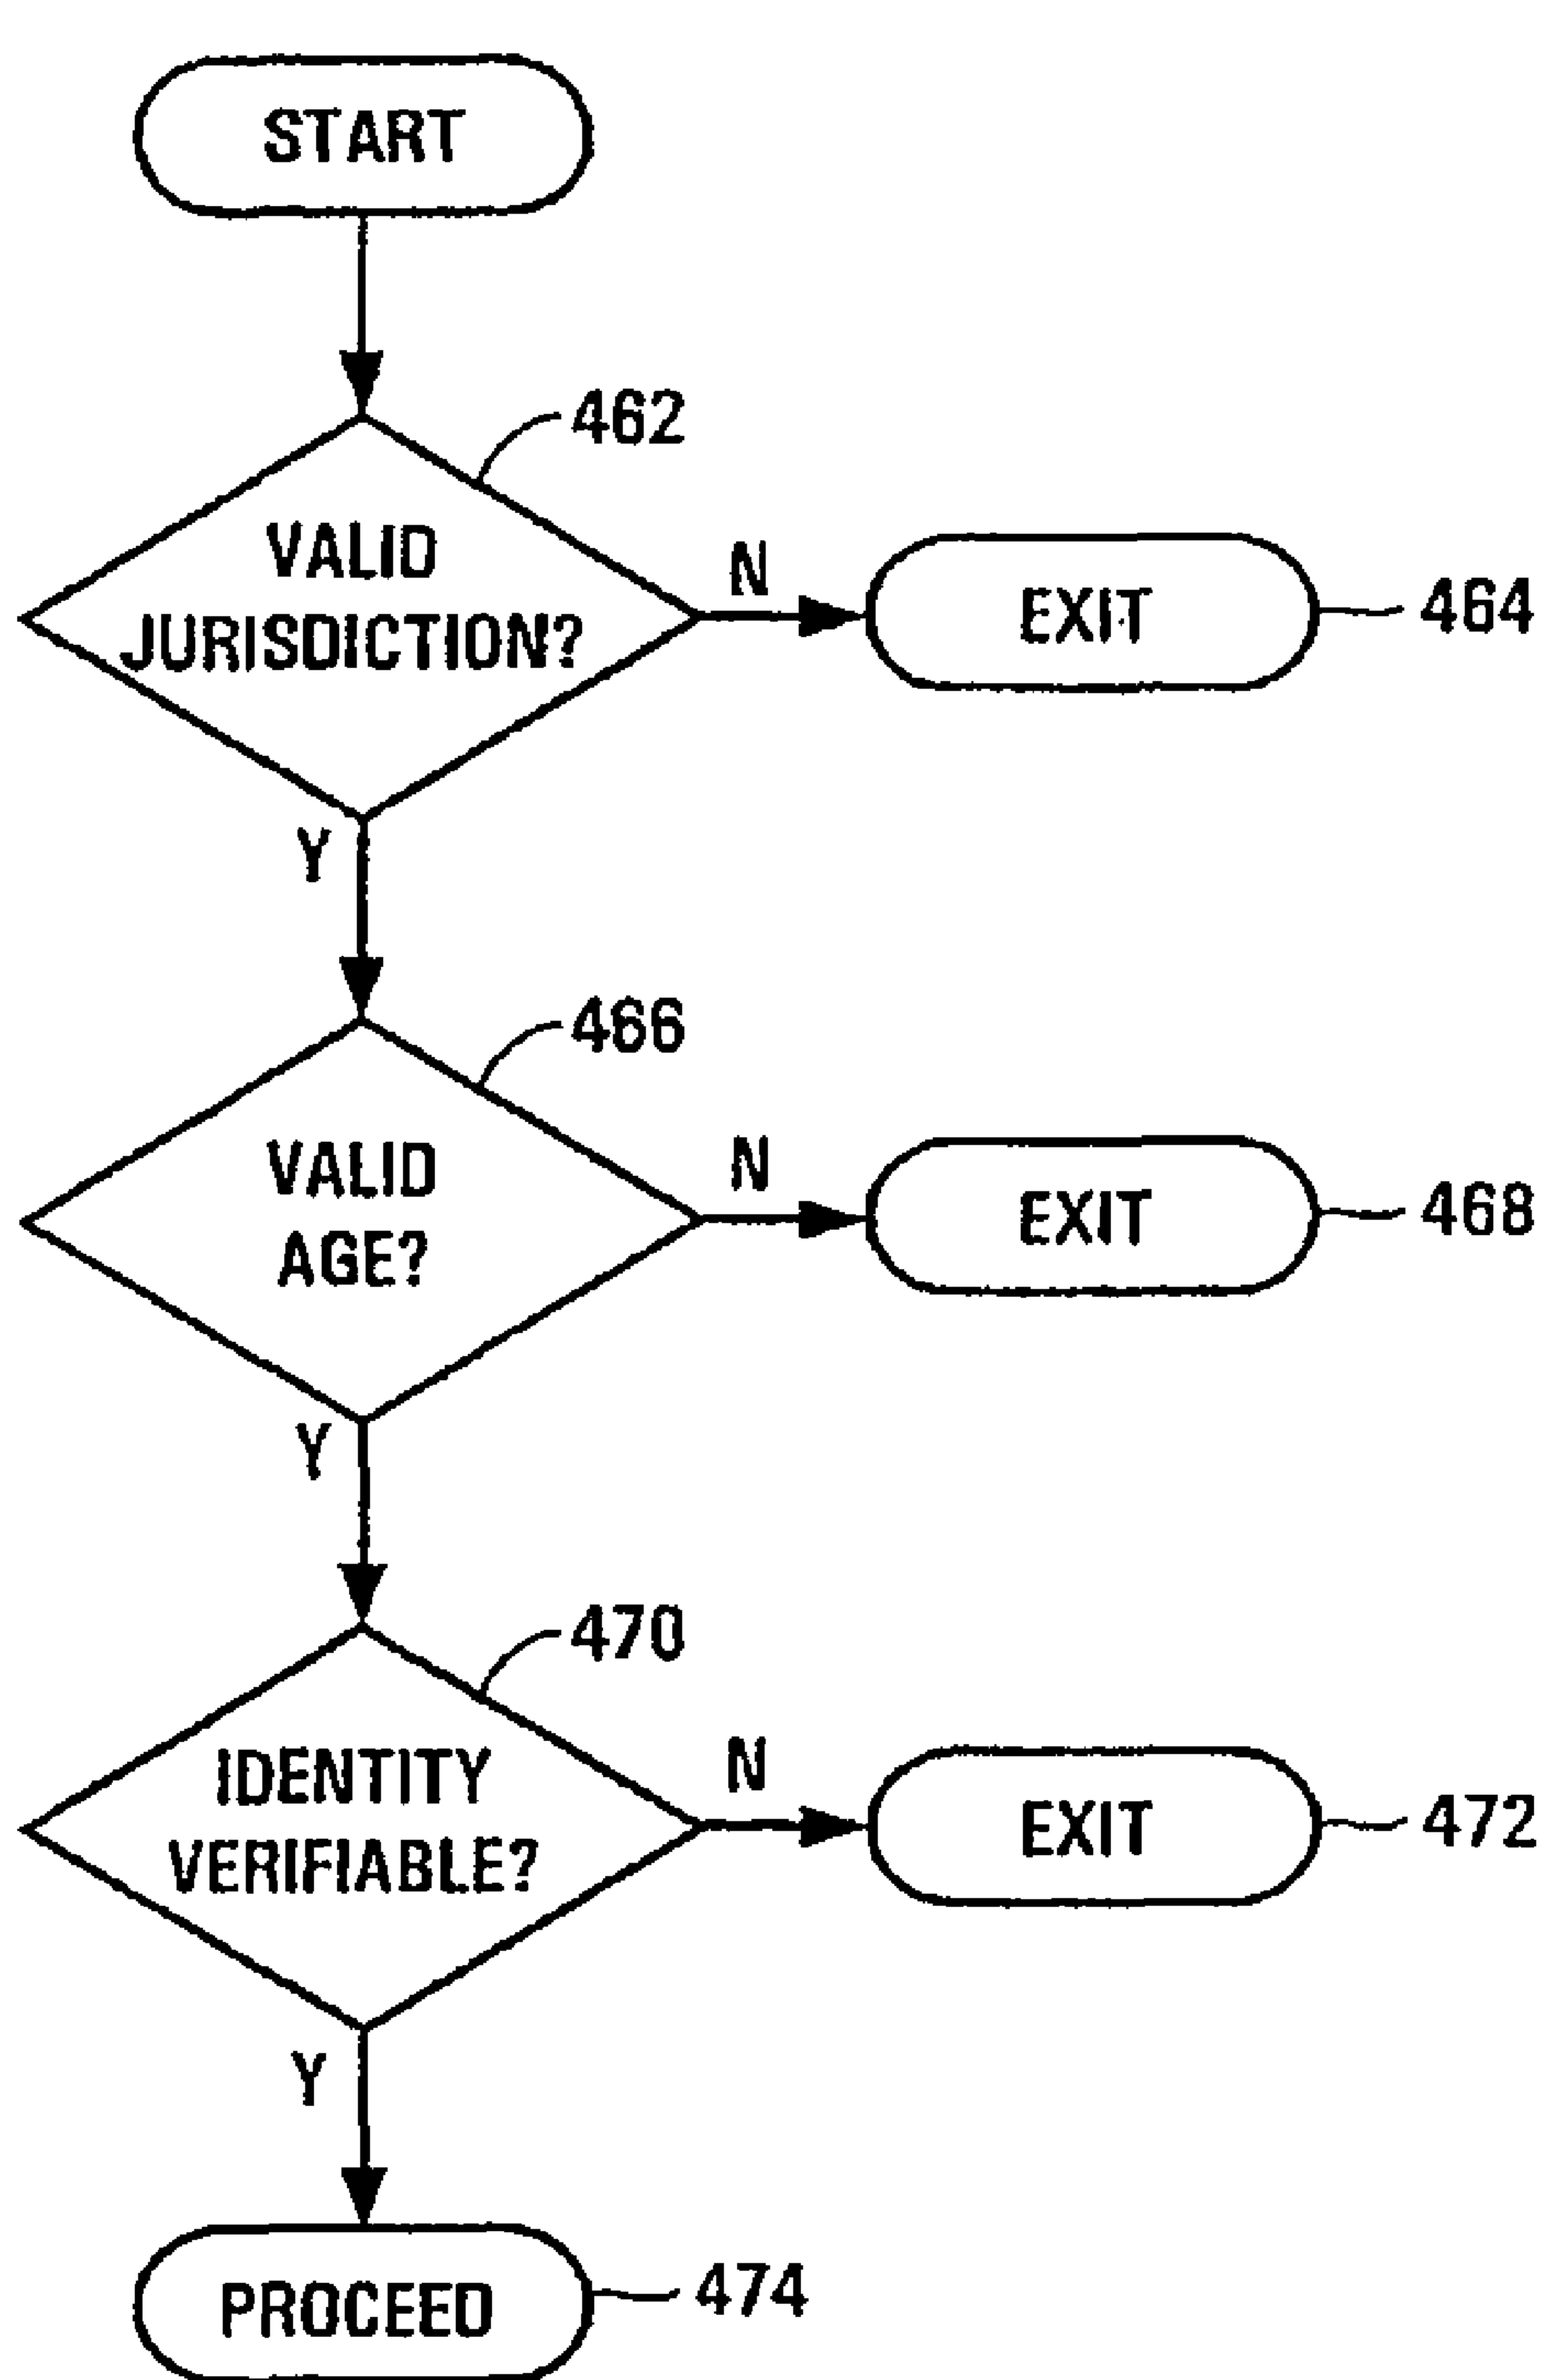 START
462
VALID
JURISDICTION?
N
EXIT
464
Y
466
VALID
AGE?
N
EXIT
468
Y
470
IDENTITY
VERIFIABLE?
N
EXIT
472
Y
PROCEED
474